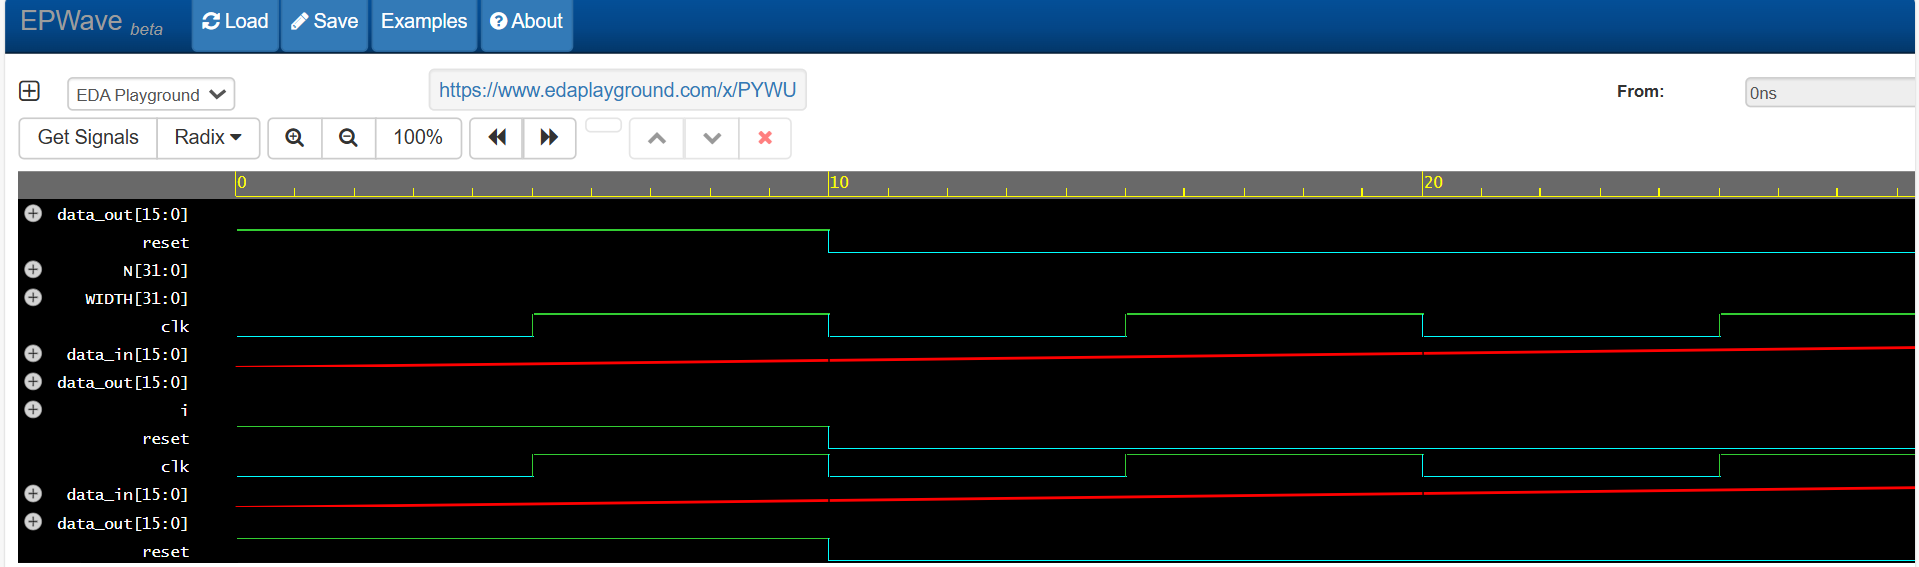 EPWave beta Load Save Examples About
EDA Playground https://www.edaplayground.com/x/PYWU From: 0ns
Get Signals Radix 100%
0 10 20
data_out[15:0]
reset
N[31:0]
WIDTH[31:0]
clk
data_in[15:0]
data_out[15:0]
i
reset
clk
data_in[15:0]
data_out[15:0]
reset